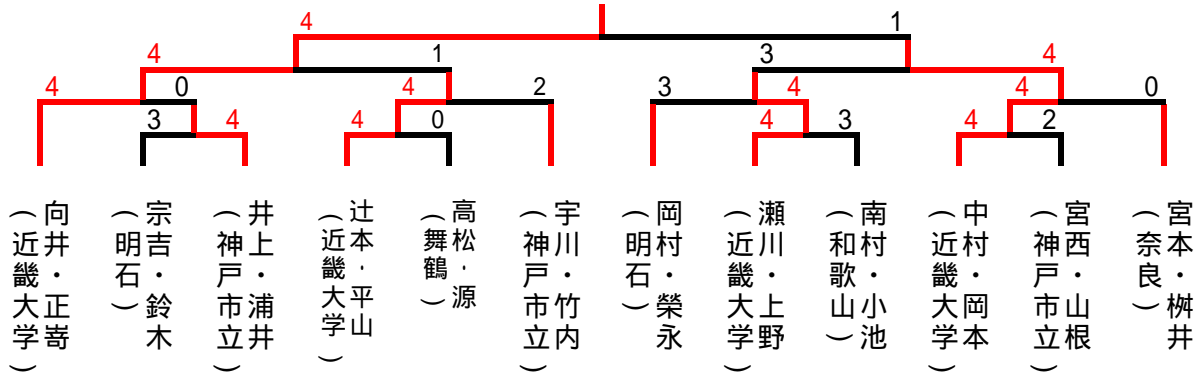 4 1
4 1 3 4
4 0 4 2 3 4 4 0
3 4 4 0 4 3 4 2
向井・正嵜
（近畿大学）
宗吉・鈴木
（明石）
井上・浦井
（神戸市立）
辻本・平山
（近畿大学）
高松・源
（舞鶴）
宇川・竹内
（神戸市立）
岡村・榮永
（明石）
瀬川・上野
（近畿大学）
南村・小池
（和歌山）
中村・岡本
（近畿大学）
宮西・山根
（神戸市立）
宮本・桝井
（奈良）